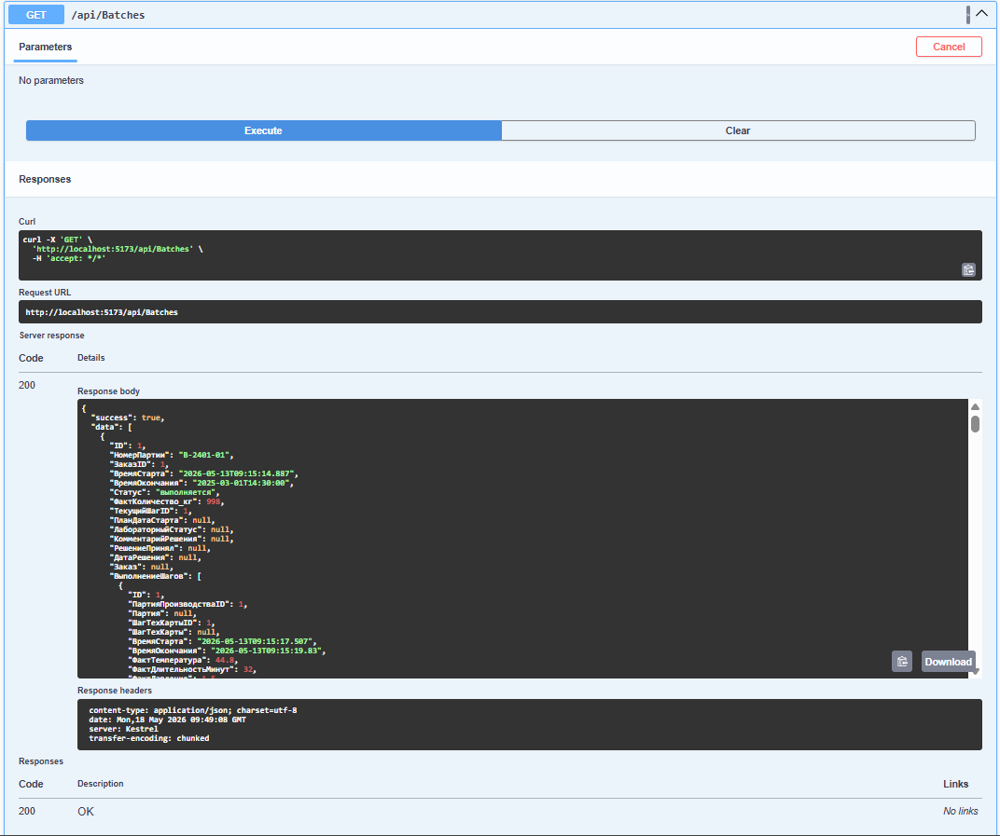 GET /api/Batches
Parameters
Cancel
No parameters
Execute
Clear
Responses
Curl
curl -X 'GET' \
'http://localhost:5173/api/Batches' \
-H 'accept: */*'
Request URL
http://localhost:5173/api/Batches
Server response
Code Details
200
Response body
{
"success": true,
"data": [
{
"ID": 1,
"НомерПартии": "B-2401-01",
"ЗаказID": 1,
"ВремяСтарта": "2026-05-13T09:15:14.887",
"ВремяОкончания": "2025-03-01T14:30:00",
"Статус": "выполняется",
"ФактКоличество_кг": 998,
"ТекущийШагID": 1,
"ПланДатаСтарта": null,
"ЛабораторныйСтатус": null,
"КомментарийРешения": null,
"РешениеПринял": null,
"ДатаРешения": null,
"Заказ": null,
"ВыполнениеШагов": [
{
"ID": 1,
"ПартияПроизводстваID": 1,
"Партия": null,
"ШагТехКартыID": 1,
"ШагТехКарты": null,
"ВремяСтарта": "2026-05-13T09:15:17.507",
"ВремяОкончания": "2026-05-13T09:15:19.83",
"ФактТемпература": 44.8,
"ФактДлительностьМинут": 32,
Download
Response headers
content-type: application/json; charset=utf-8
date: Mon,18 May 2026 09:49:08 GMT
server: Kestrel
transfer-encoding: chunked
Responses
Code Description Links
200 OK No links